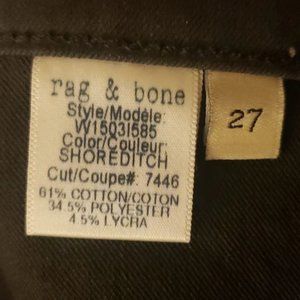 rag & bone
Style/Modèle:
W1503I585
Color/Couleur:
SHOREDITCH
Cut/Coupe#: 7446
61% COTTON/COTON
34.5% POLYESTER
4.5% LYCRA
27